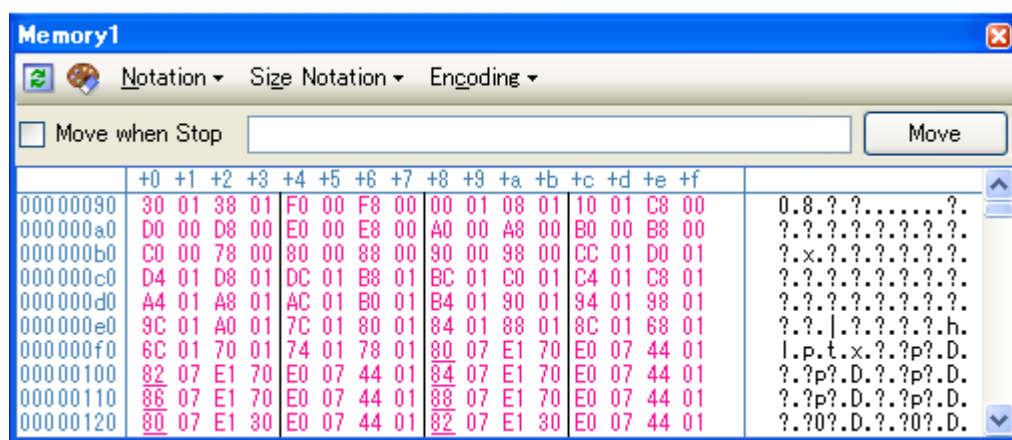 Memory1
Notation Size Notation Encoding
Move when Stop Move
+0 +1 +2 +3 +4 +5 +6 +7 +8 +9 +a +b +c +d +e +f
00000090 30 01 38 01 F0 00 F8 00 00 01 08 01 10 01 C8 00 0.8.?.?.......?.
000000a0 D0 00 D8 00 E0 00 E8 00 A0 00 A8 00 B0 00 B8 00 ?.?.?.?.?.?.?.?.
000000b0 C0 00 78 00 80 00 88 00 90 00 98 00 CC 01 D0 01 ?.x.?.?.?.?.?.?.
000000c0 D4 01 D8 01 DC 01 B8 01 BC 01 C0 01 C4 01 C8 01 ?.?.?.?.?.?.?.?.
000000d0 A4 01 A8 01 AC 01 B0 01 B4 01 90 01 94 01 98 01 ?.?.?.?.?.?.?.?.
000000e0 9C 01 A0 01 7C 01 80 01 84 01 88 01 8C 01 68 01 ?.?.|.?.?.?.?.h.
000000f0 6C 01 70 01 74 01 78 01 80 07 E1 70 E0 07 44 01 l.p.t.x.?.?p?.D.
00000100 82 07 E1 70 E0 07 44 01 84 07 E1 70 E0 07 44 01 ?.?p?.D.?.?p?.D.
00000110 86 07 E1 70 E0 07 44 01 88 07 E1 70 E0 07 44 01 ?.?p?.D.?.?p?.D.
00000120 80 07 E1 30 E0 07 44 01 82 07 E1 30 E0 07 44 01 ?.?0?.D.?.?0?.D.